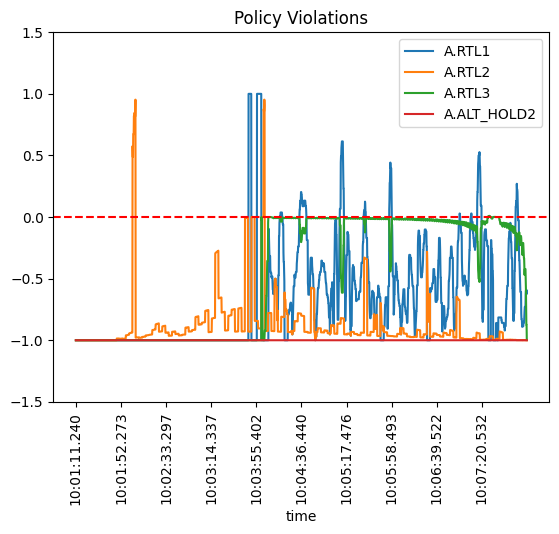 Policy Violations
1.5
1.0
0.5
0.0
−0.5
−1.0
−1.5
A.RTL1
A.RTL2
A.RTL3
A.ALT_HOLD2
10:01:11.240
10:01:52.273
10:02:33.297
10:03:14.337
10:03:55.402
10:04:36.440
10:05:17.476
10:05:58.493
10:06:39.522
10:07:20.532
time